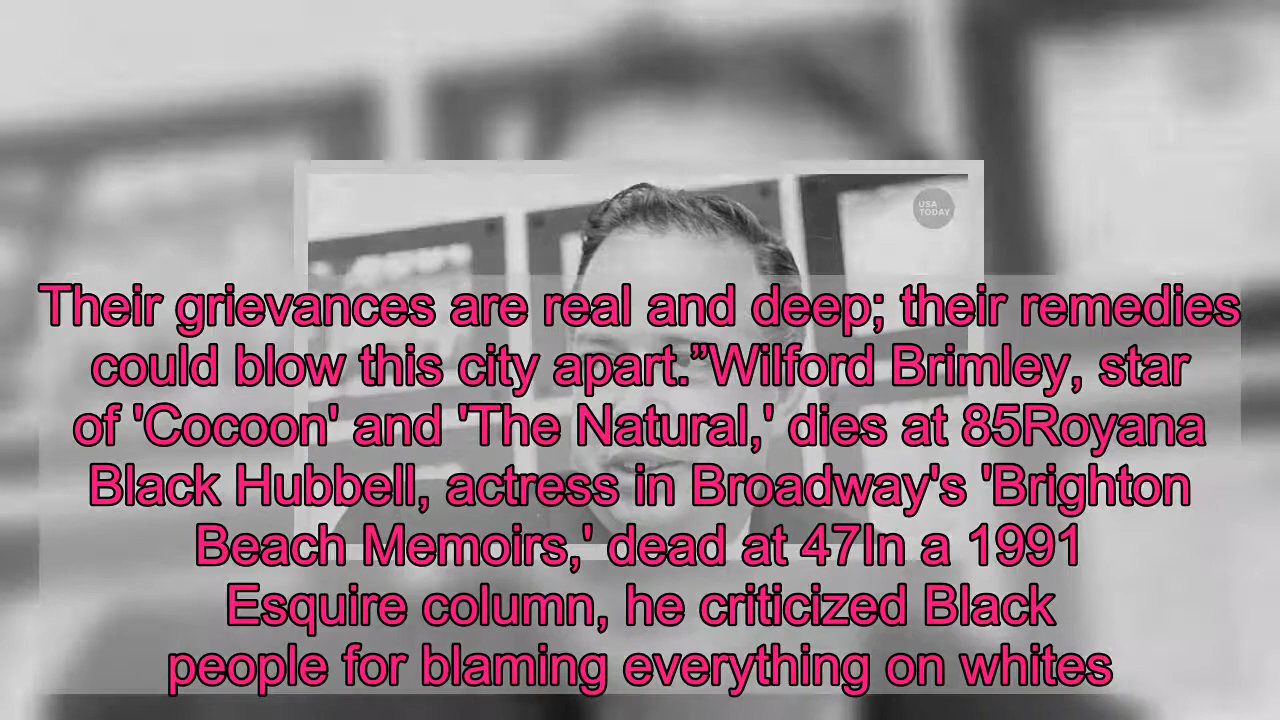 USA
TODAY
Their grievances are real and deep; their remedies
could blow this city apart.”Wilford Brimley, star
of 'Cocoon' and 'The Natural,' dies at 85Royana
Black Hubbell, actress in Broadway's 'Brighton
Beach Memoirs,' dead at 47In a 1991
Esquire column, he criticized Black
people for blaming everything on whites